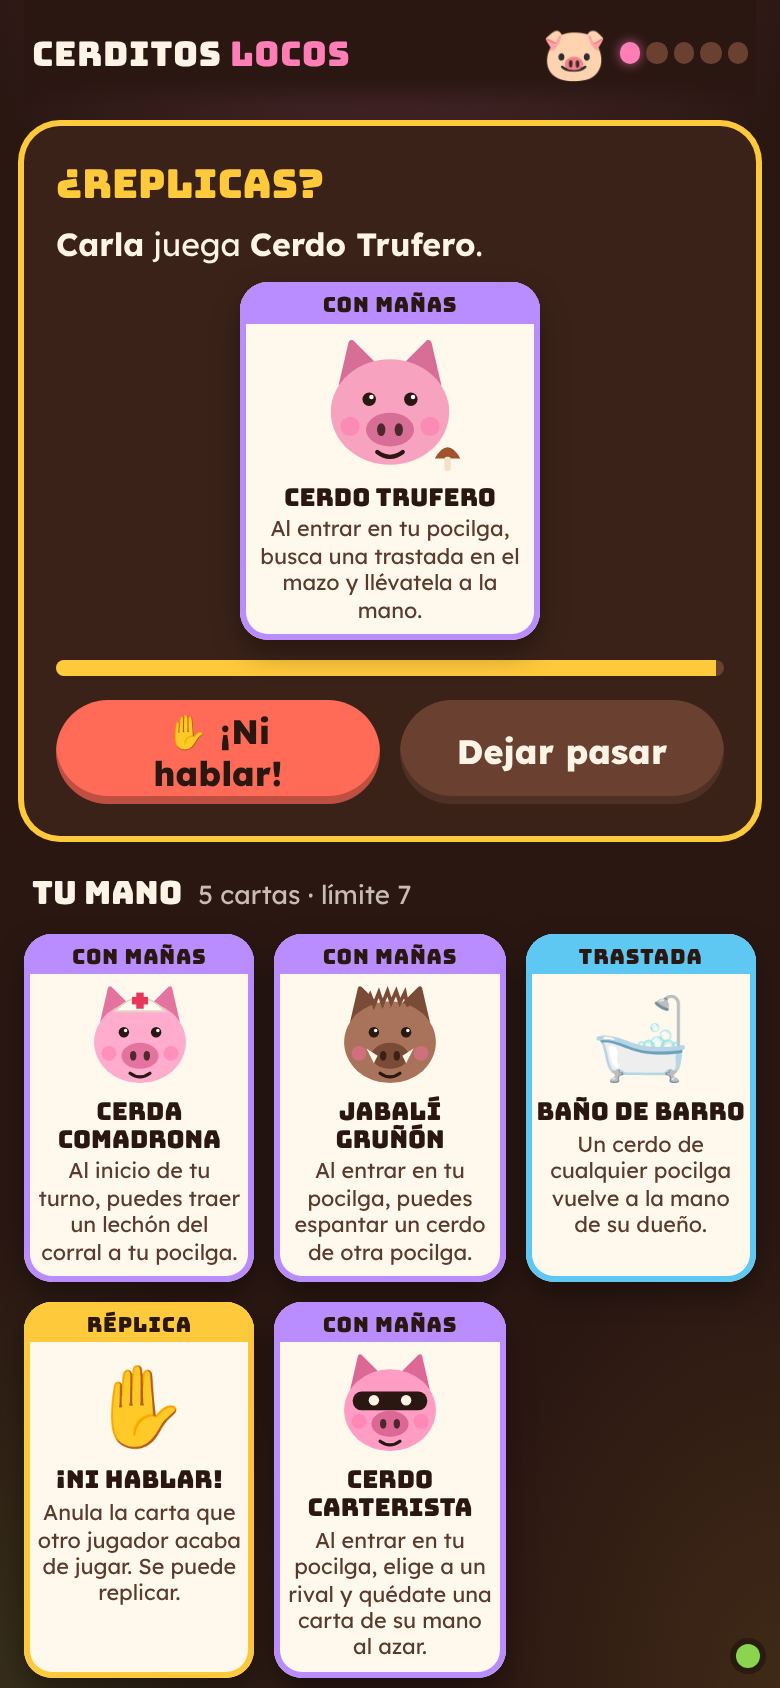 CERDITOS LOCOS
¿REPLICAS?
Carla juega Cerdo Trufero.
CON MAÑAS
CERDO TRUFERO
Al entrar en tu pocilga,
busca una trastada en el
mazo y llévatela a la
mano.
✋ ¡Ni
hablar!
Dejar pasar
TU MANO 5 cartas · límite 7
CON MAÑAS
CERDA
COMADRONA
Al inicio de tu
turno, puedes traer
un lechón del
corral a tu pocilga.
CON MAÑAS
JABALÍ
GRUÑÓN
Al entrar en tu
pocilga, puedes
espantar un cerdo
de otra pocilga.
TRASTADA
BAÑO DE BARRO
Un cerdo de
cualquier pocilga
vuelve a la mano
de su dueño.
RÉPLICA
¡NI HABLAR!
Anula la carta que
otro jugador acaba
de jugar. Se puede
replicar.
CON MAÑAS
CERDO
CARTERISTA
Al entrar en tu
pocilga, elige a un
rival y quédate una
carta de su mano
al azar.